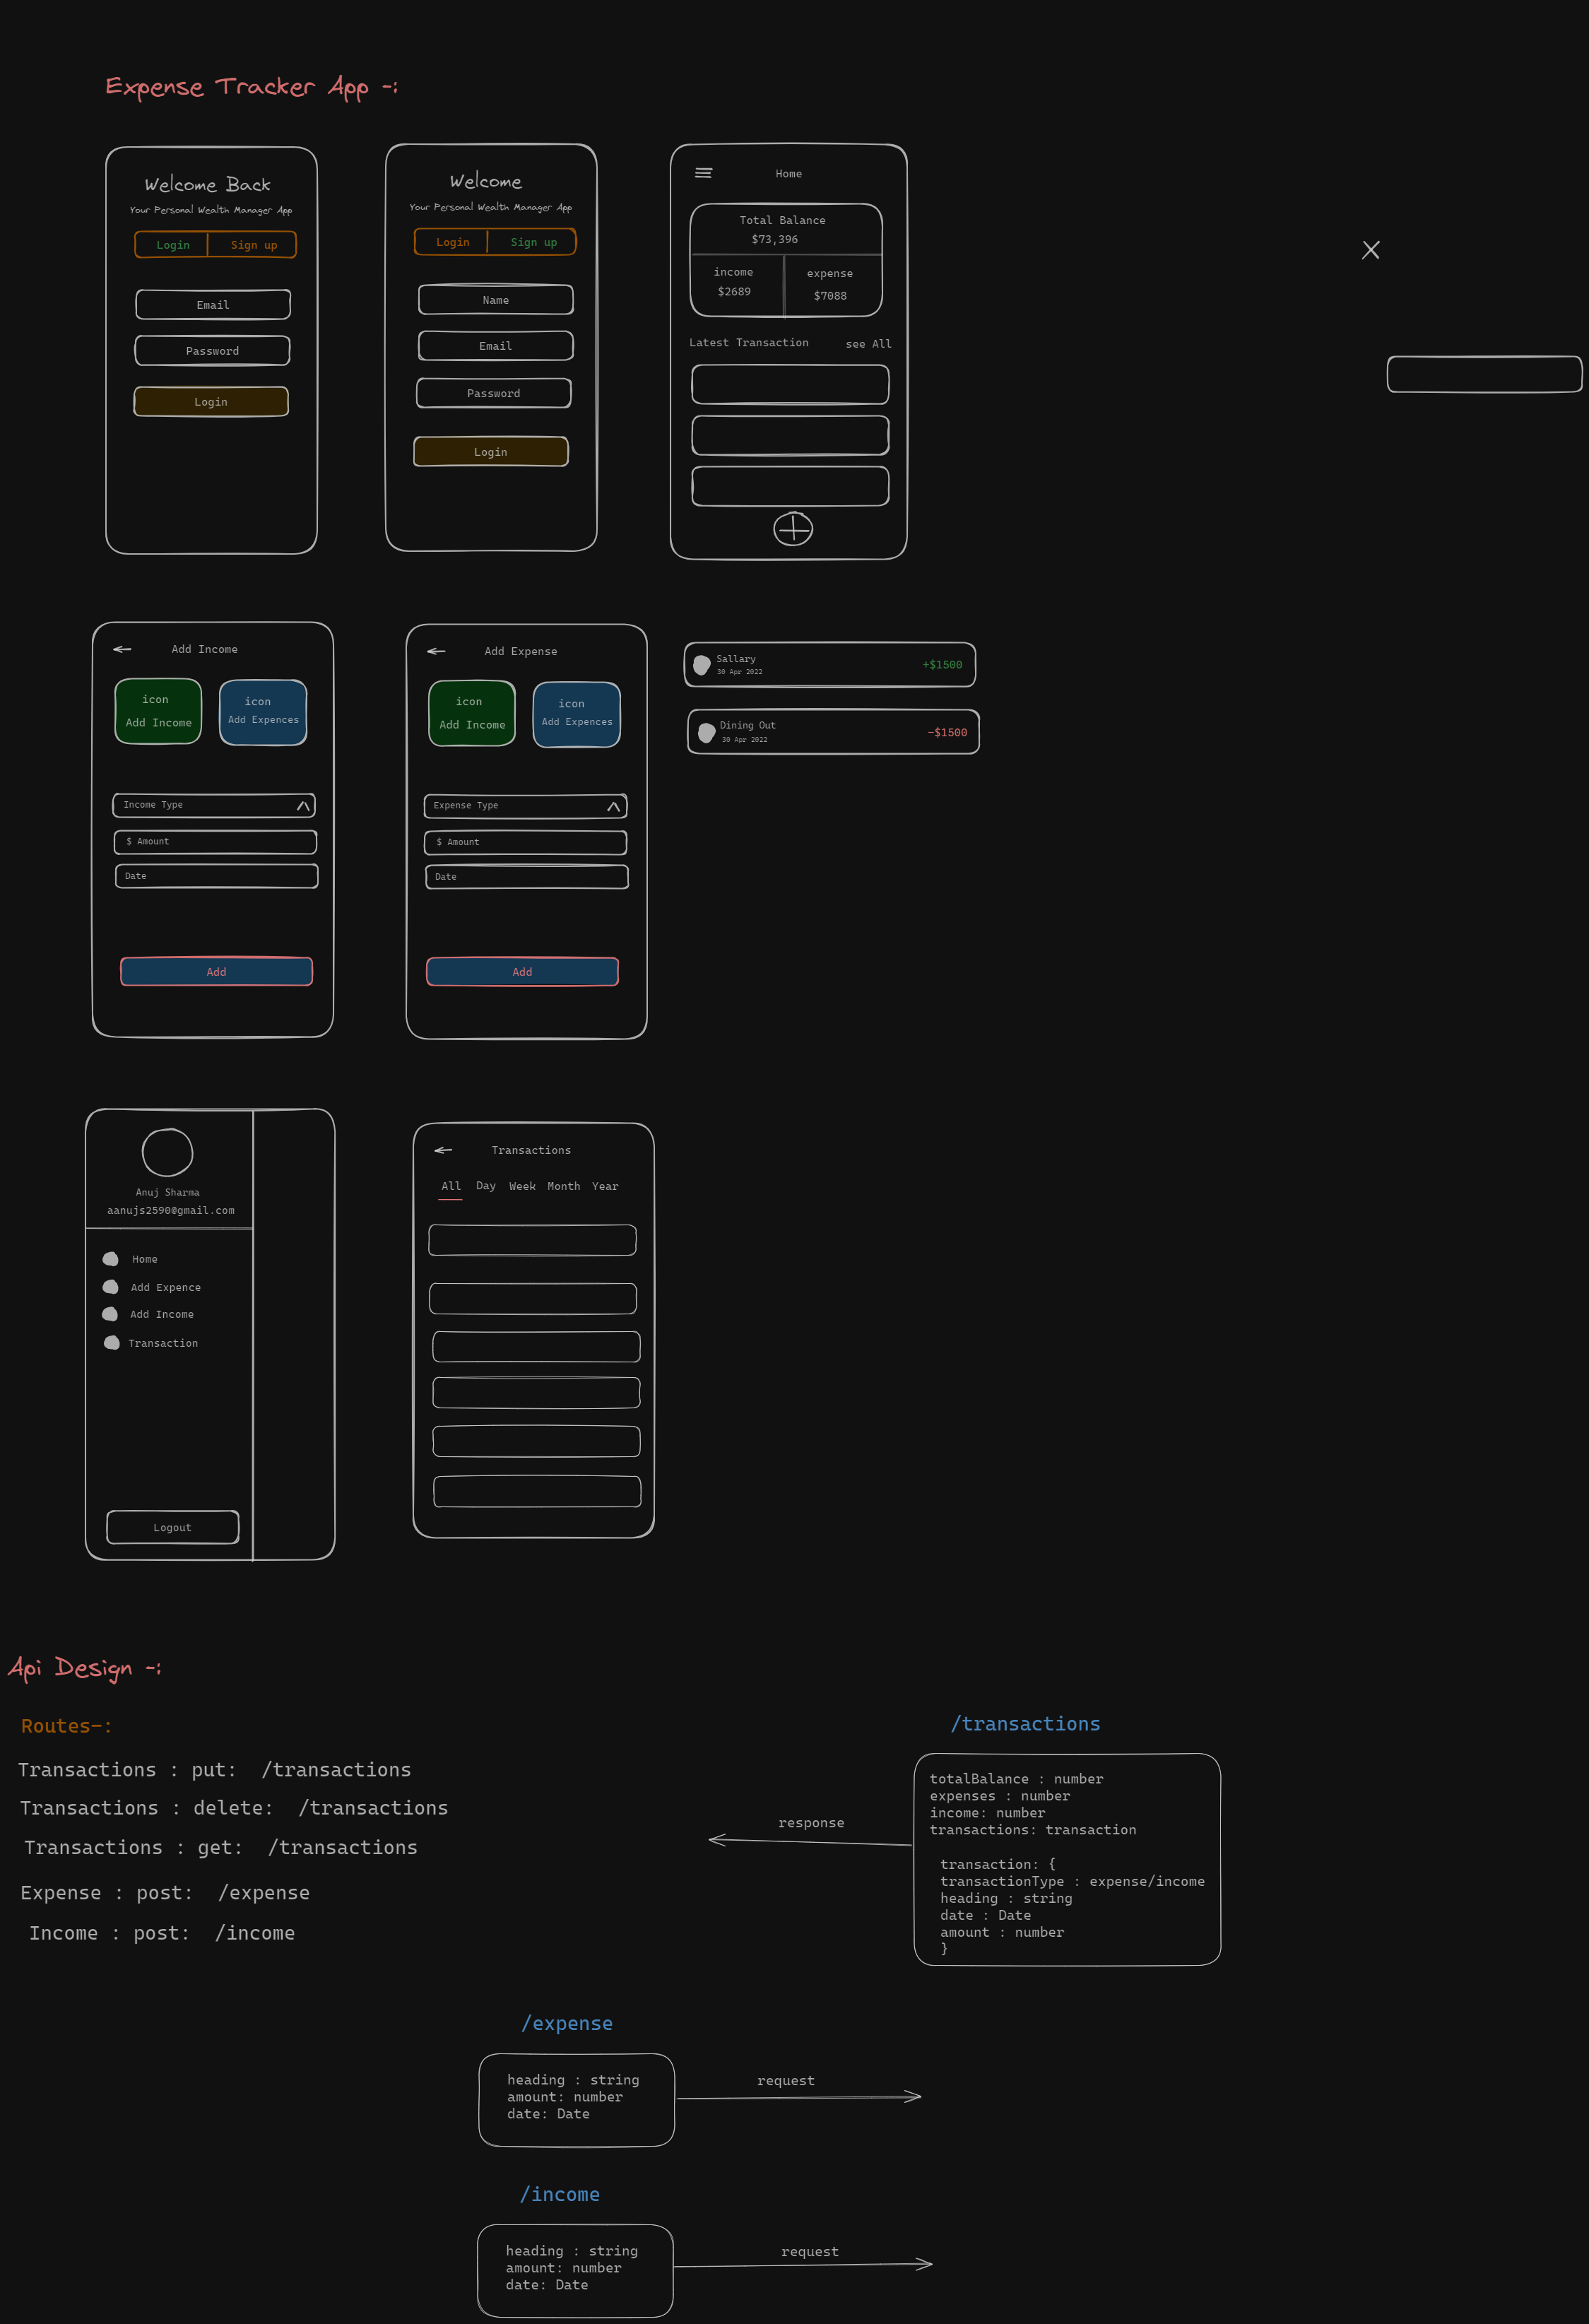 Expense Tracker App -:
Welcome Back
Your Personal Wealth Manager App
Login Sign up
Email
Password
Login
Welcome
Your Personal Wealth Manager App
Login Sign up
Name
Email
Password
Login
Home
Total Balance
$73,396
income expense
$2689 $7088
Latest Transaction see All
Add Income
icon icon
Add Income Add Expences
Income Type
$ Amount
Date
Add
Add Expense
icon icon
Add Income Add Expences
Expense Type
$ Amount
Date
Add
Sallary
30 Apr 2022
+$1500
Dining Out
30 Apr 2022
-$1500
Anuj Sharma
aanujs2590@gmail.com
Home
Add Expence
Add Income
Transaction
Logout
Transactions
All Day Week Month Year
Api Design -:
Routes-:
Transactions : put: /transactions
Transactions : delete: /transactions
Transactions : get: /transactions
Expense : post: /expense
Income : post: /income
/transactions
totalBalance : number
expenses : number
income: number
transactions: transaction
transaction: {
transactionType : expense/income
heading : string
date : Date
amount : number
}
response
/expense
heading : string
amount: number
date: Date
request
/income
heading : string
amount: number
date: Date
request